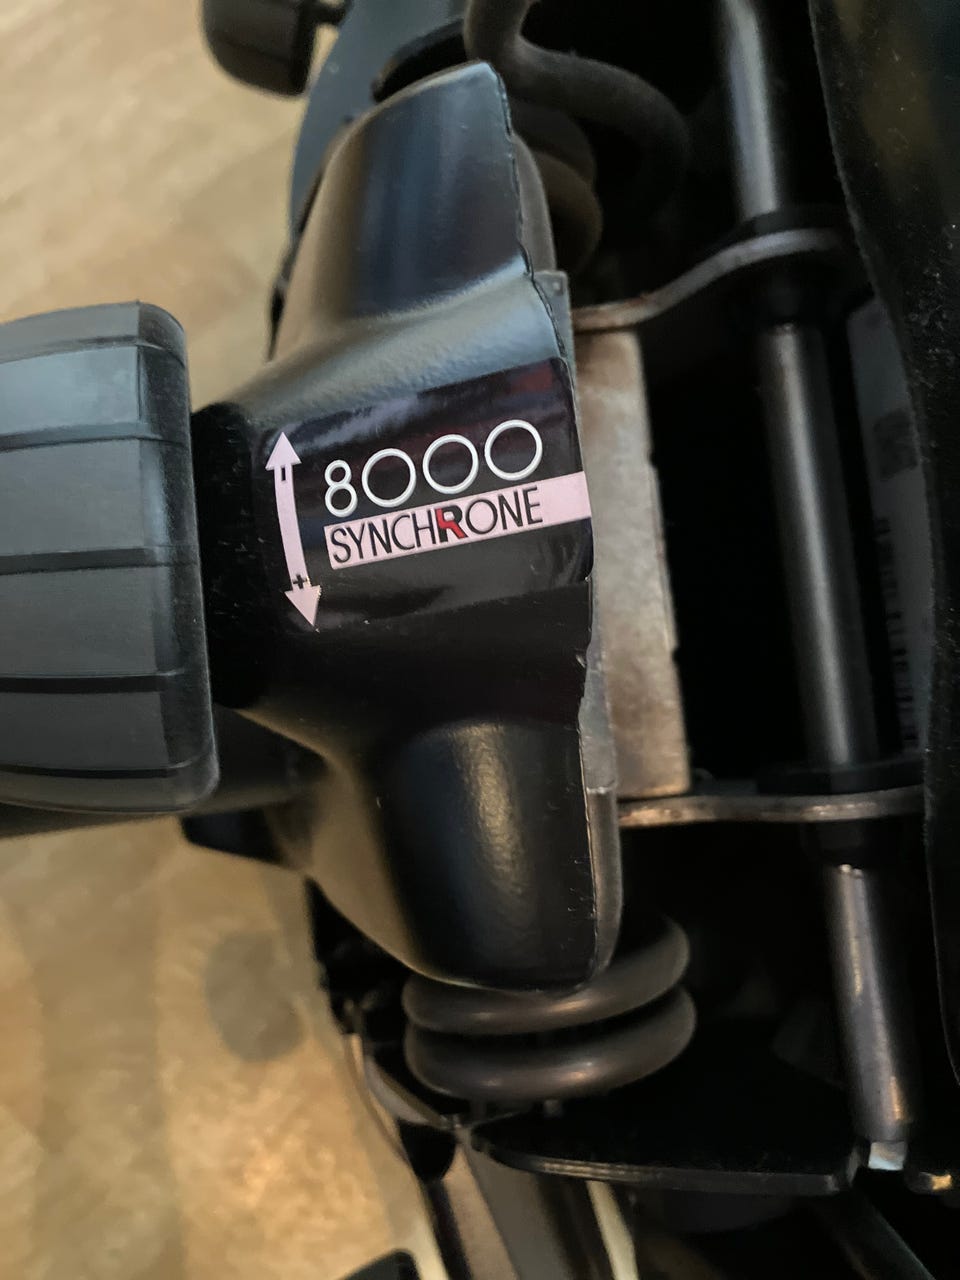 8000
SYNCHRONE
-
+